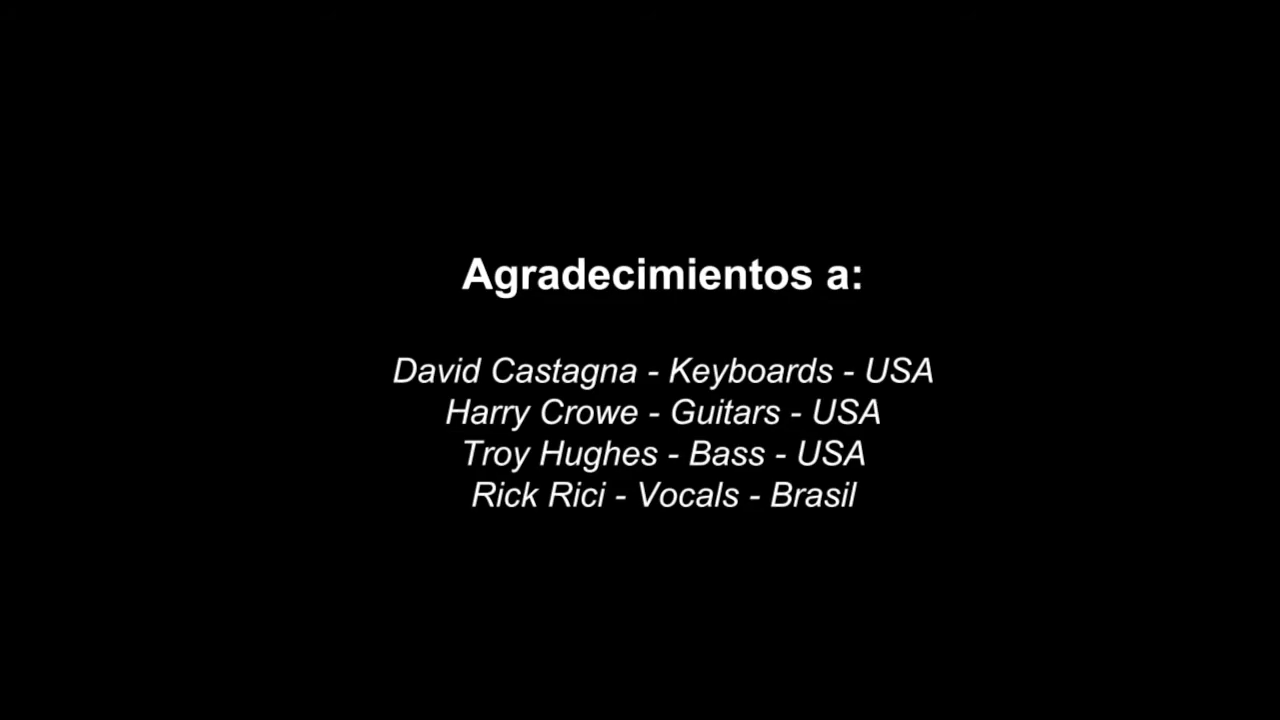 Agradecimientos a:
David Castagna - Keyboards - USA
Harry Crowe - Guitars - USA
Troy Hughes - Bass - USA
Rick Rici - Vocals - Brasil